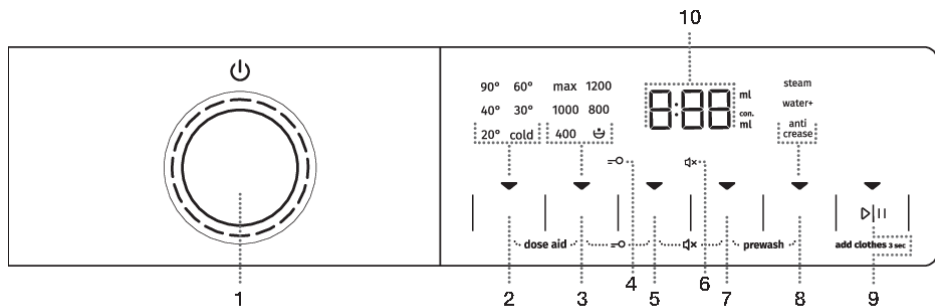 10
90° 60° max 1200 8:88 ml steam
40° 30° 1000 800 con. ml water+
20° cold 400 anti crease
dose aid prewash add clothes 3 sec
1 2 3 4 5 6 7 8 9